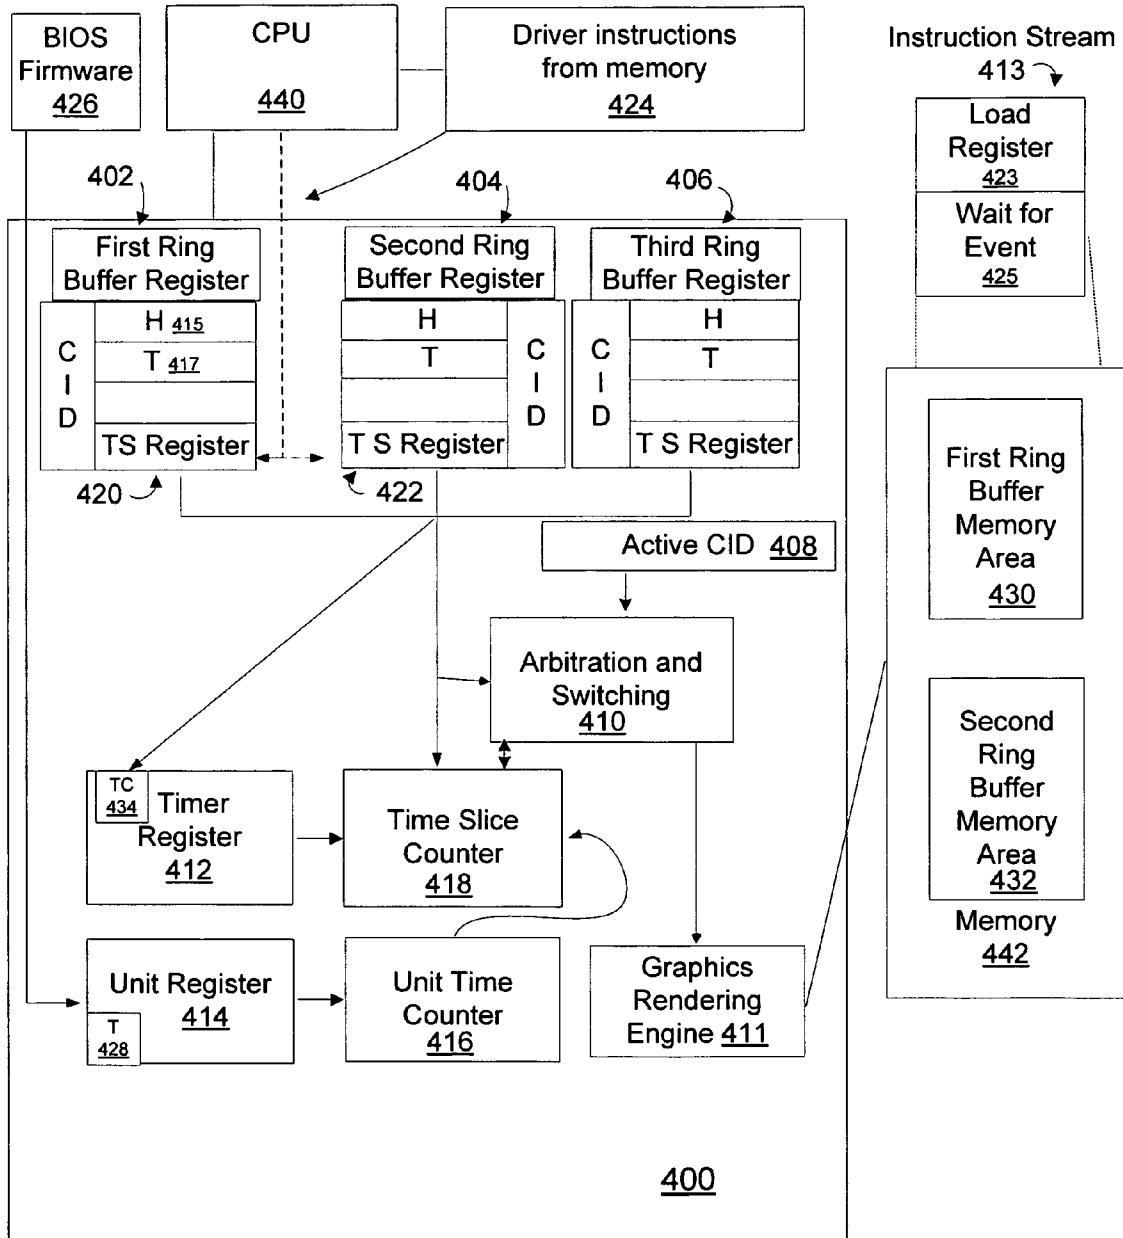 BIOS
Firmware
426
CPU
440
Driver instructions
from memory
424
Instruction Stream
413
Load
Register
423
Wait for
Event
425
402
404
406
First Ring
Buffer Register
Second Ring
Buffer Register
Third Ring
Buffer Register
C
I
D
H 415
T 417
TS Register
H
T
T S Register
C
I
D
C
I
D
H
T
T S Register
420
422
Active CID 408
Arbitration and
Switching
410
First Ring
Buffer
Memory
Area
430
Second
Ring
Buffer
Memory
Area
432
Memory
442
TC
434
Timer
Register
412
Time Slice
Counter
418
Unit Register
414
T
428
Unit Time
Counter
416
Graphics
Rendering
Engine 411
400